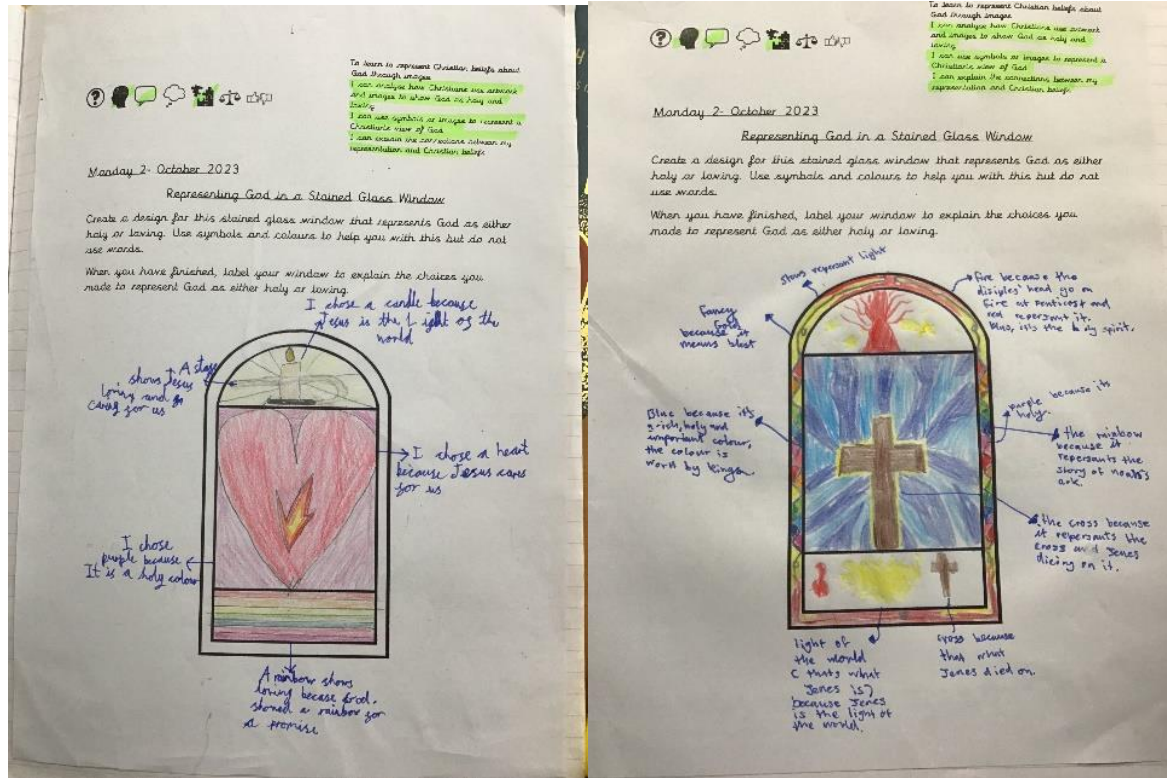 To learn to represent Christian beliefs about
God through images
I can analyse how Christians use artwork
and images to show God as holy and
loving
I can use symbols or images to represent a
Christian's view of God
I can explain the connections between my
representation and Christian beliefs
Monday 2nd October 2023
Representing God in a Stained Glass Window
Create a design for this stained glass window that represents God as either
holy or loving. Use symbols and colours to help you with this but do not
use words.
When you have finished, label your window to explain the choices you
made to represent God as either holy or loving.
I chose a candle because
Jesus is the Light of the
world
shows Jesus
loving and
caring for us
I chose a heart
because Jesus cares
for us
I chose
purple because
It is a holy colour
A rainbow shows
loving becase God.
showed a rainbow for
a promise
To learn to represent Christian beliefs about
God through images
I can analyse how Christians use artwork
and images to show God as holy and
loving
I can use symbols or images to represent a
Christian's view of God
I can explain the connections between my
representation and Christian beliefs
Monday 2nd October 2023
Representing God in a Stained Glass Window
Create a design for this stained glass window that represents God as either
holy or loving. Use symbols and colours to help you with this but do not
use words.
When you have finished, label your window to explain the choices you
made to represent God as either holy or loving.
Stars repersent light
fire because the
disiples' head go on
fire at Penticost and
red repersant it.
Fancy
Gold
because it
means blest
Blue because it's
a rich, holy and
important colour,
the colour is
worn by kings.
purple because its
holy.
the rainbow
because it
repersants the
story of noah's
ark.
the cross because
it repersants the
cross and Jesus
dieing on it.
light of
the world
( thats what
Jesus is)
because Jesus
is the light of
the world.
cross because
that what
Jesus died on.